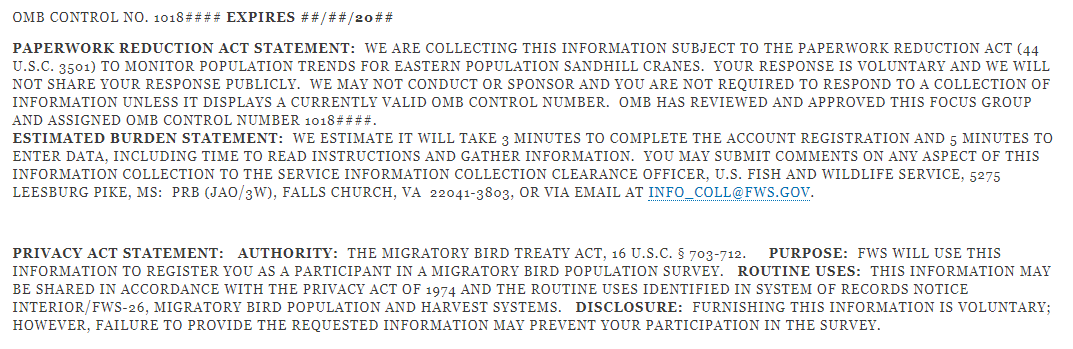 OMB CONTROL NO. 1018#### EXPIRES ##/##/20##
PAPERWORK REDUCTION ACT STATEMENT: WE ARE COLLECTING THIS INFORMATION SUBJECT TO THE PAPERWORK REDUCTION ACT (44
U.S.C. 3501) TO MONITOR POPULATION TRENDS FOR EASTERN POPULATION SANDHILL CRANES. YOUR RESPONSE IS VOLUNTARY AND WE WILL
NOT SHARE YOUR RESPONSE PUBLICLY. WE MAY NOT CONDUCT OR SPONSOR AND YOU ARE NOT REQUIRED TO RESPOND TO A COLLECTION OF
INFORMATION UNLESS IT DISPLAYS A CURRENTLY VALID OMB CONTROL NUMBER. OMB HAS REVIEWED AND APPROVED THIS FOCUS GROUP
AND ASSIGNED OMB CONTROL NUMBER 1018####.
ESTIMATED BURDEN STATEMENT: WE ESTIMATE IT WILL TAKE 3 MINUTES TO COMPLETE THE ACCOUNT REGISTRATION AND 5 MINUTES TO
ENTER DATA, INCLUDING TIME TO READ INSTRUCTIONS AND GATHER INFORMATION. YOU MAY SUBMIT COMMENTS ON ANY ASPECT OF THIS
INFORMATION COLLECTION TO THE SERVICE INFORMATION COLLECTION CLEARANCE OFFICER, U.S. FISH AND WILDLIFE SERVICE, 5275
LEESBURG PIKE, MS: PRB (JAO/3W), FALLS CHURCH, VA 22041-3803, OR VIA EMAIL AT INFO_COLL@FWS.GOV.
PRIVACY ACT STATEMENT: AUTHORITY: THE MIGRATORY BIRD TREATY ACT, 16 U.S.C. § 703-712. PURPOSE: FWS WILL USE THIS
INFORMATION TO REGISTER YOU AS A PARTICIPANT IN A MIGRATORY BIRD POPULATION SURVEY. ROUTINE USES: THIS INFORMATION MAY
BE SHARED IN ACCORDANCE WITH THE PRIVACY ACT OF 1974 AND THE ROUTINE USES IDENTIFIED IN SYSTEM OF RECORDS NOTICE
INTERIOR/FWS-26, MIGRATORY BIRD POPULATION AND HARVEST SYSTEMS. DISCLOSURE: FURNISHING THIS INFORMATION IS VOLUNTARY;
HOWEVER, FAILURE TO PROVIDE THE REQUESTED INFORMATION MAY PREVENT YOUR PARTICIPATION IN THE SURVEY.